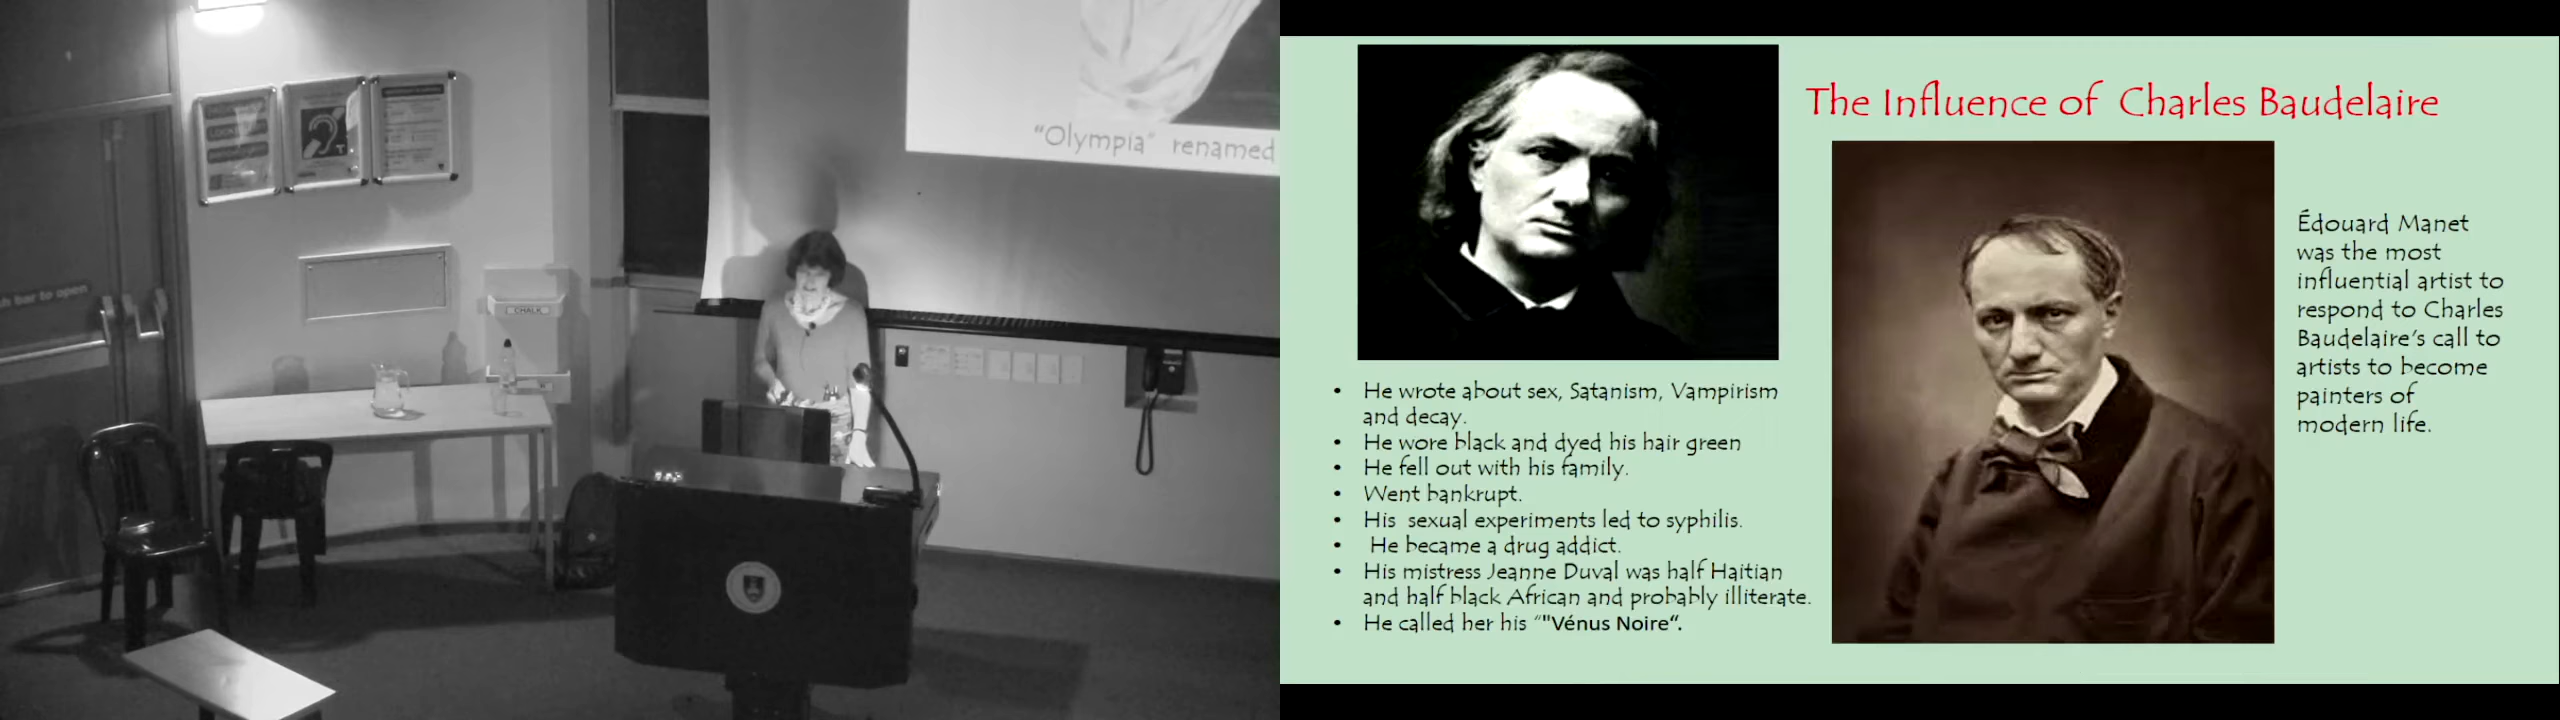 "Olympia" renamed
CHALK
h bar to open
The Influence of Charles Baudelaire
• He wrote about sex, Satanism, Vampirism
and decay.
• He wore black and dyed his hair green
• He fell out with his family.
• Went bankrupt.
• His sexual experiments led to syphilis.
• He became a drug addict.
• His mistress Jeanne Duval was half Haitian
and half black African and probably illiterate.
• He called her his “"Vénus Noire“.
Édouard Manet
was the most
influential artist to
respond to Charles
Baudelaire's call to
artists to become
painters of
modern life.